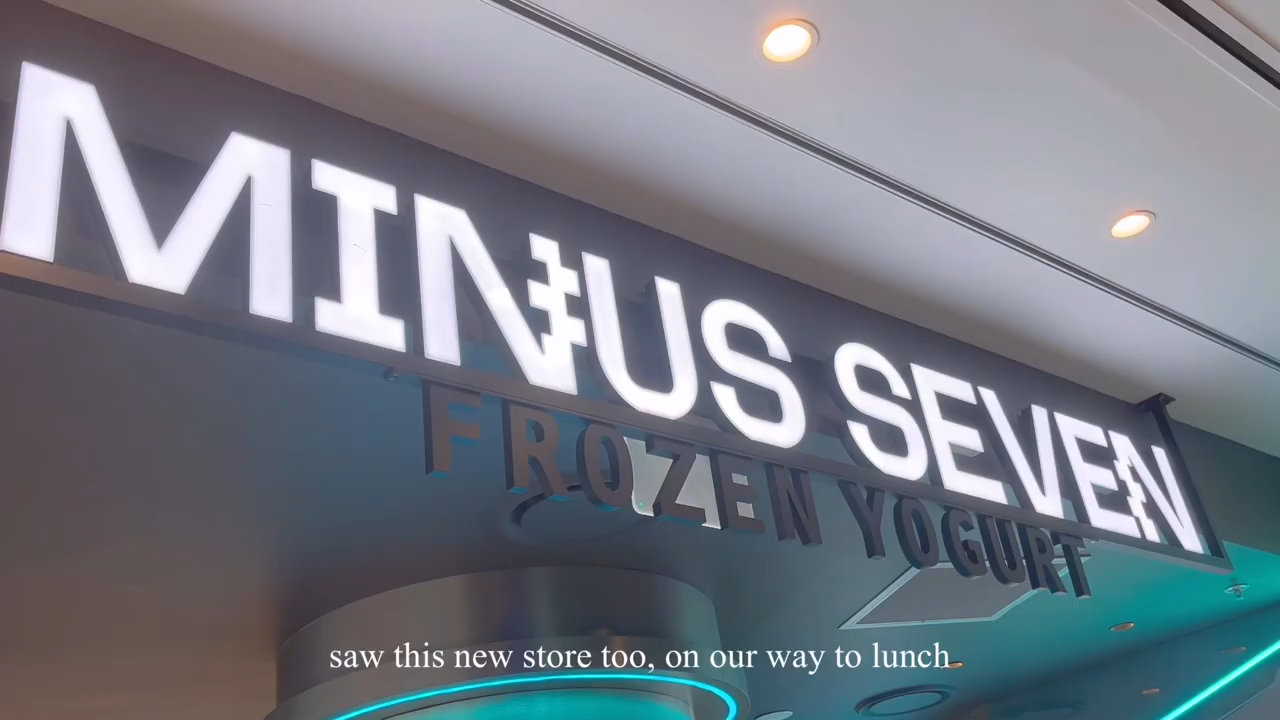 MINUS SEVEN
FROZEN YOGURT
saw this new store too, on our way to lunch